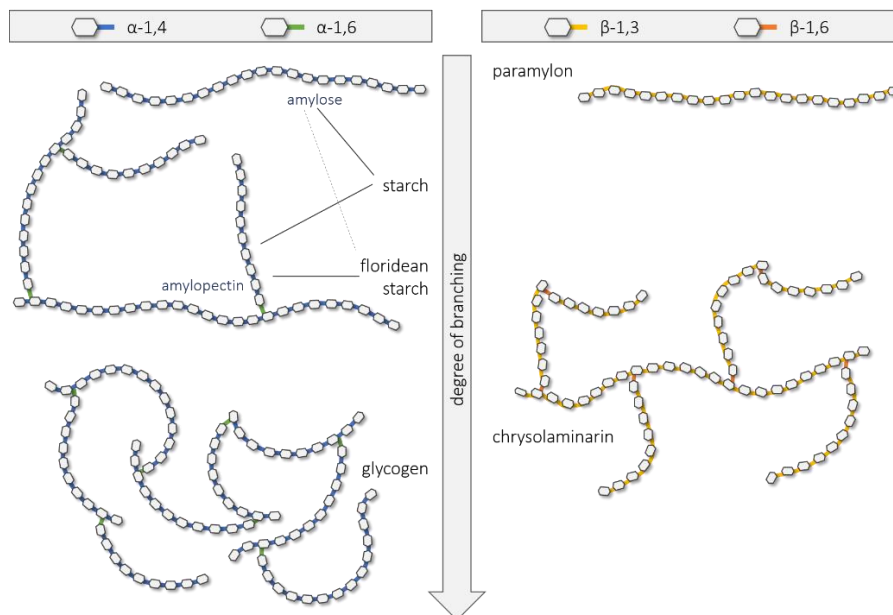 α-1,4
α-1,6
β-1,3
β-1,6
amylose
starch
floridean
starch
amylopectin
glycogen
degree of branching
paramylon
chrysolaminarin